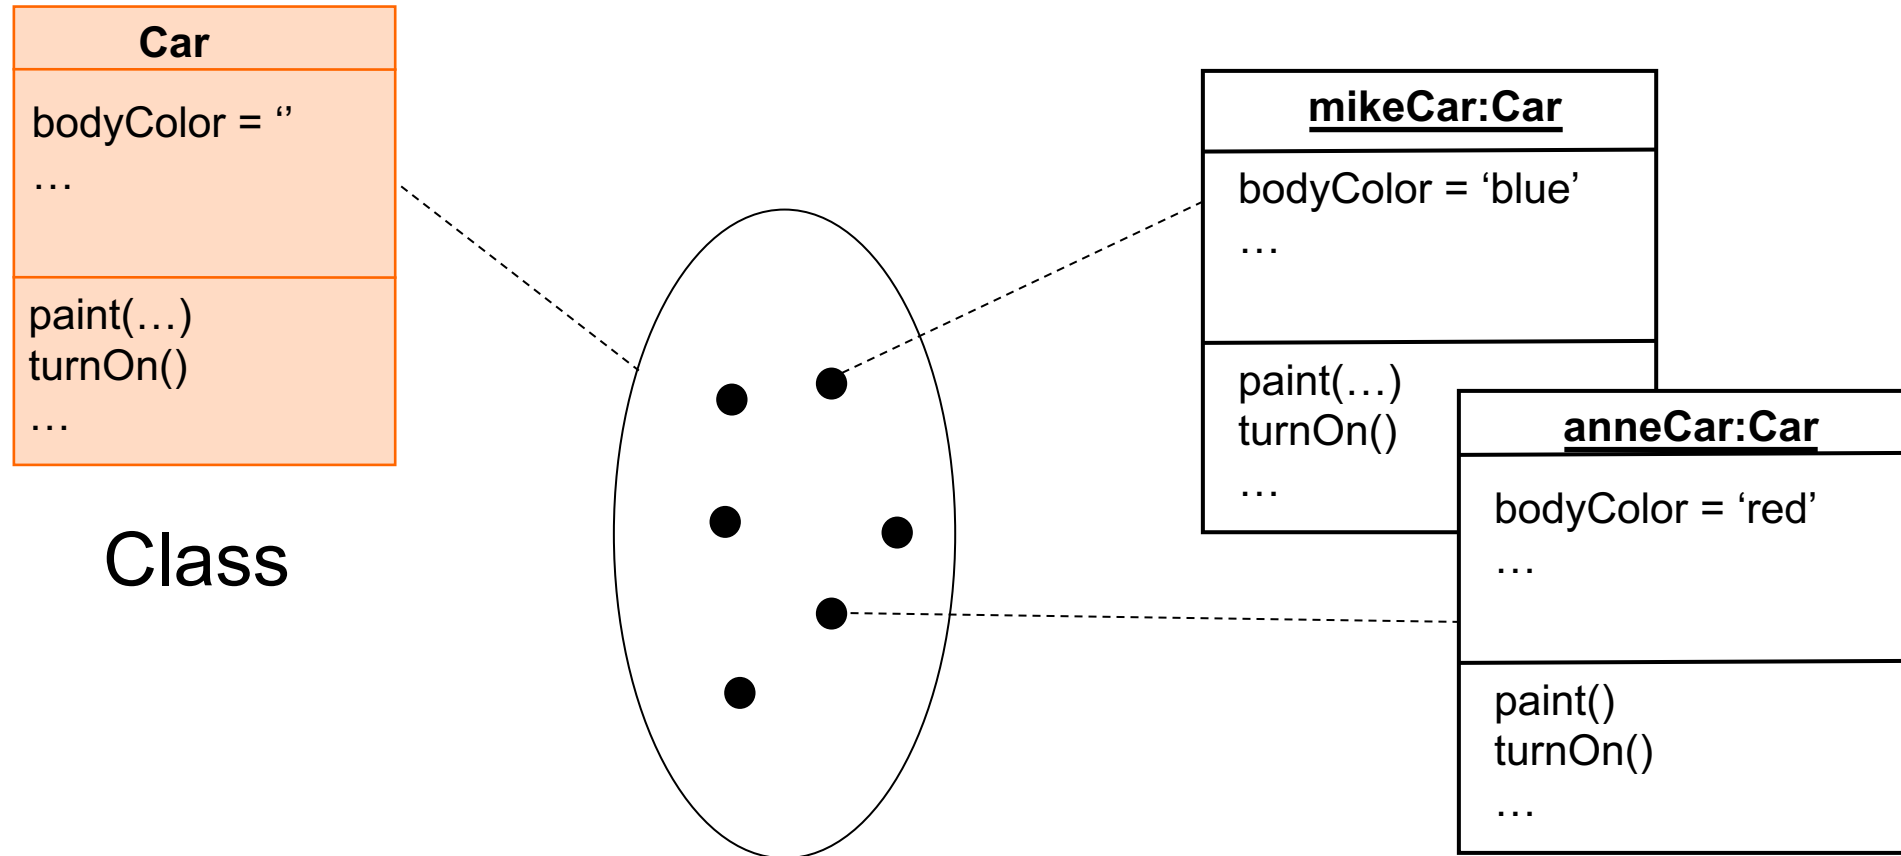 Car
bodyColor = ‘’
…
paint(…)
turnOn()
…
Class
mikeCar:Car
bodyColor = ‘blue’
…
paint(…)
turnOn()
…
anneCar:Car
bodyColor = ‘red’
…
paint()
turnOn()
…